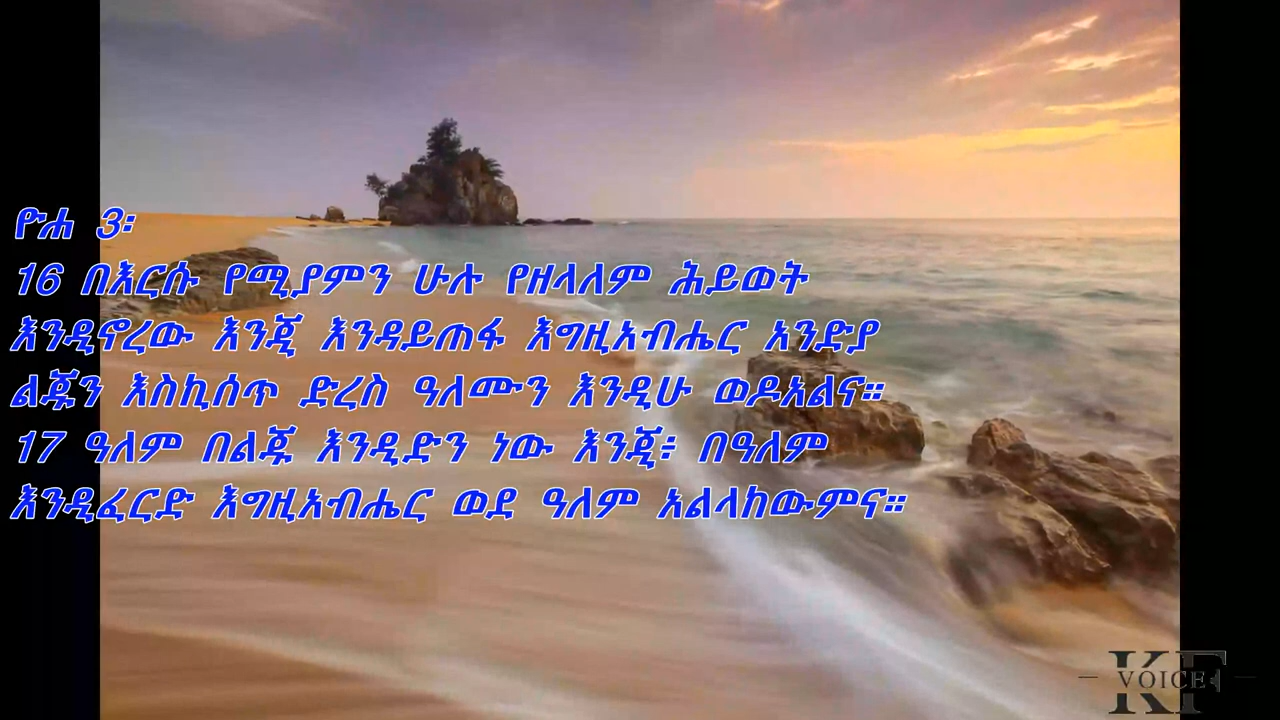 ዮሐ 3፡
16 በእርሱ የሚያምን ሁሉ የዘላለም ሕይወት
እንዲኖረው እንጂ እንዳይጠፋ እግዚአብሔር አንድያ
ልጁን እስኪሰጥ ድረስ ዓለሙን እንዲሁ ወዶአልና።
17 ዓለም በልጁ እንዲድን ነው እንጂ፥ በዓለም
እንዲፈርድ እግዚአብሔር ወደ ዓለም አልላከውምና።
KF
VOICE